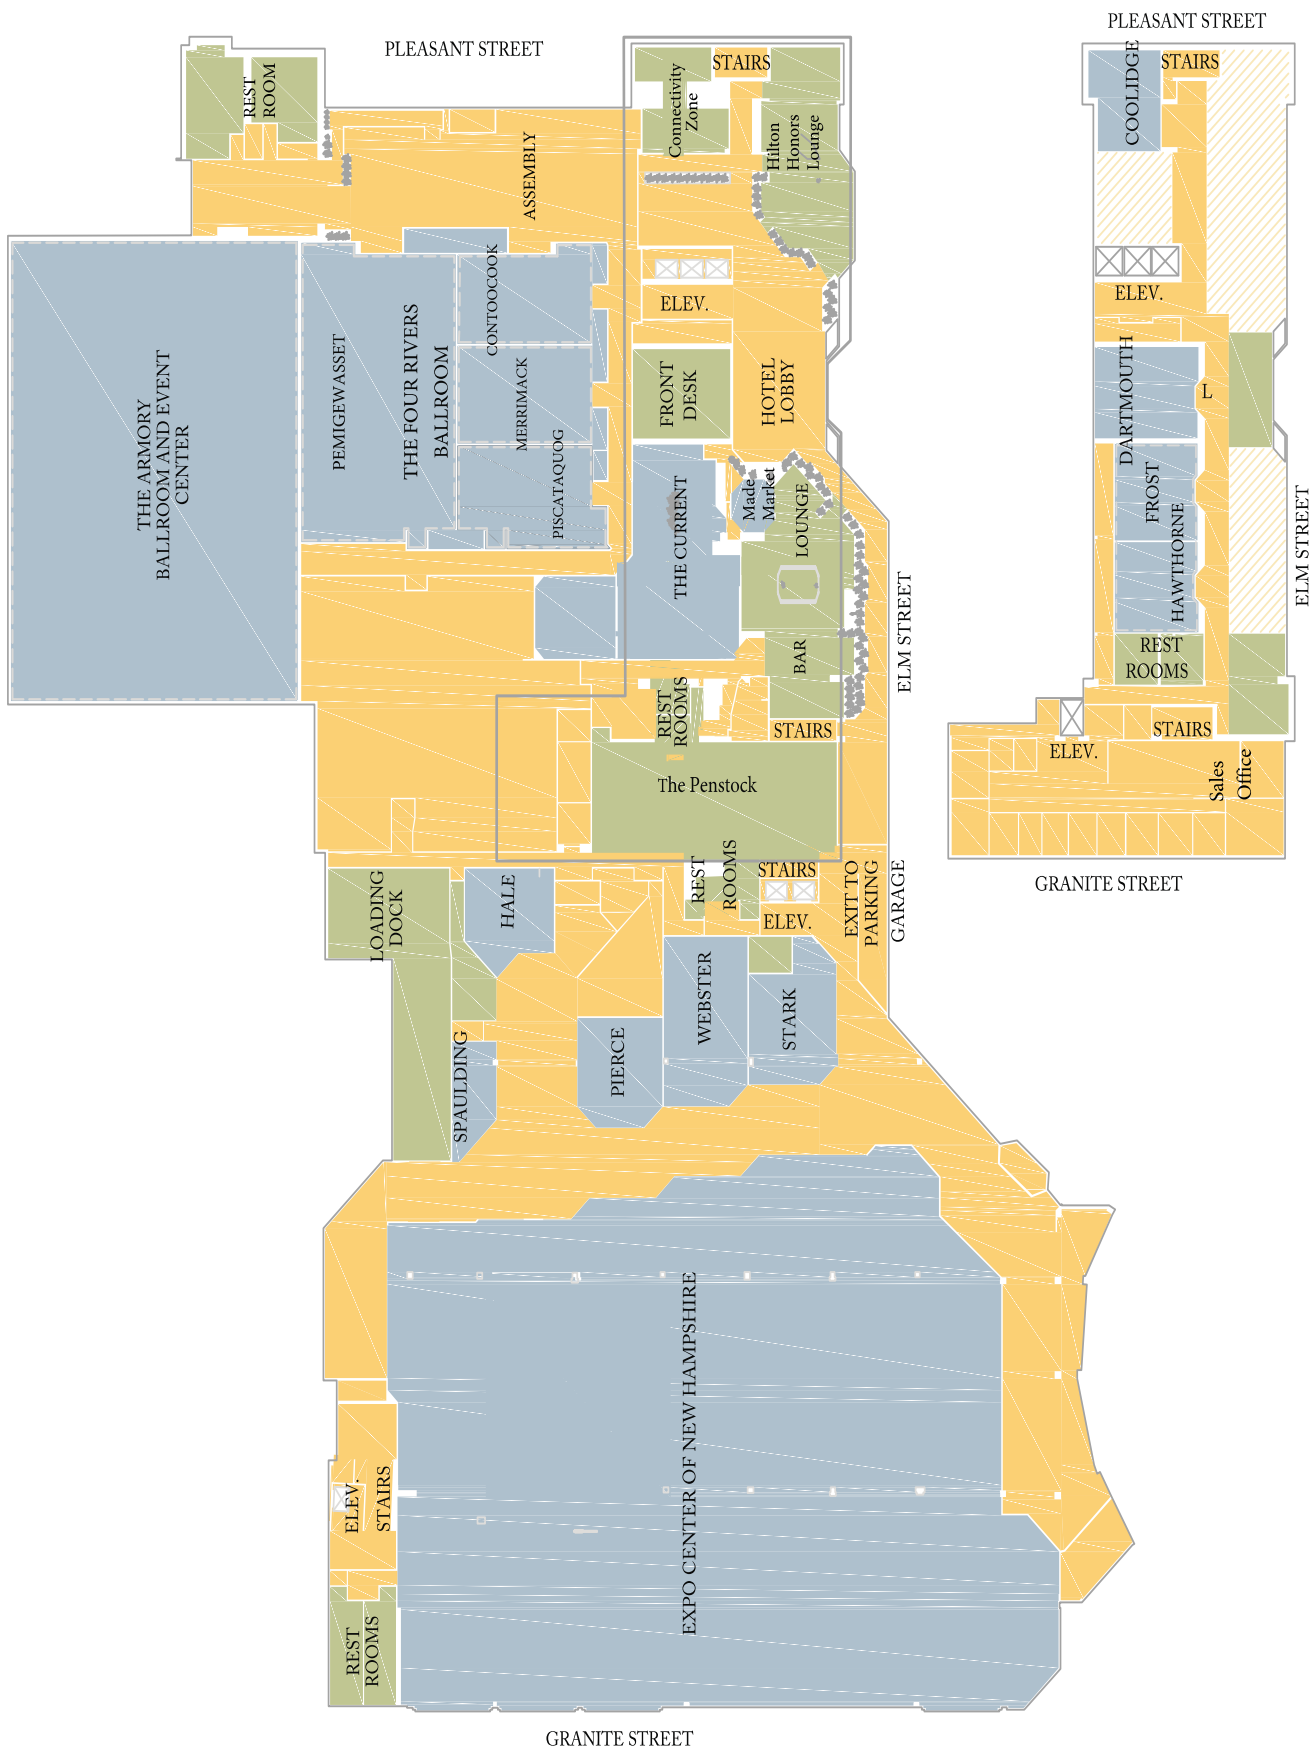 PLEASANT STREET
REST
ROOM
ASSEMBLY
Connectivity
Zone
STAIRS
Hilton
Honors
Lounge
ELEV.
THE ARMORY
BALLROOM AND EVENT
CENTER
PEMIGEWASSET
THE FOUR RIVERS
BALLROOM
CONTOOCOOK
MERRIMACK
PISCATAQUOG
FRONT
DESK
HOTEL
LOBBY
THE CURRENT
Made
Market
LOUNGE
BAR
ELM STREET
REST
ROOMS
STAIRS
The Penstock
LOADING
DOCK
HALE
REST
ROOMS
STAIRS
ELEV.
EXIT TO
PARKING
GARAGE
SPAULDING
PIERCE
WEBSTER
STARK
EXPO CENTER OF NEW HAMPSHIRE
ELEV.
STAIRS
REST
ROOMS
GRANITE STREET
PLEASANT STREET
COOLIDGE
STAIRS
ELEV.
DARTMOUTH
L
FROST
HAWTHORNE
ELM STREET
REST
ROOMS
STAIRS
ELEV.
Sales
Office
GRANITE STREET